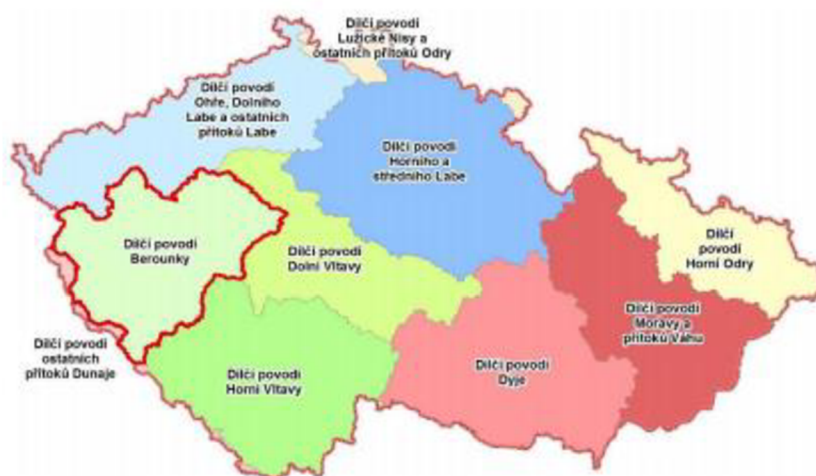 Dílčí povodí
Lužické Nisy a
ostatních přítoků Odry
Dílčí povodí
Ohře, Dolního
Labe a ostatních
přítoků Labe
Dílčí povodí
Horního a
středního Labe
Dílčí povodí
Berounky
Dílčí povodí
Dolní Vltavy
Dílčí
povodí
Horní Odry
Dílčí povodí
Moravy a
přítoků Váhu
Dílčí povodí
ostatních
přítoků Dunaje
Dílčí povodí
Horní Vltavy
Dílčí povodí
Dyje